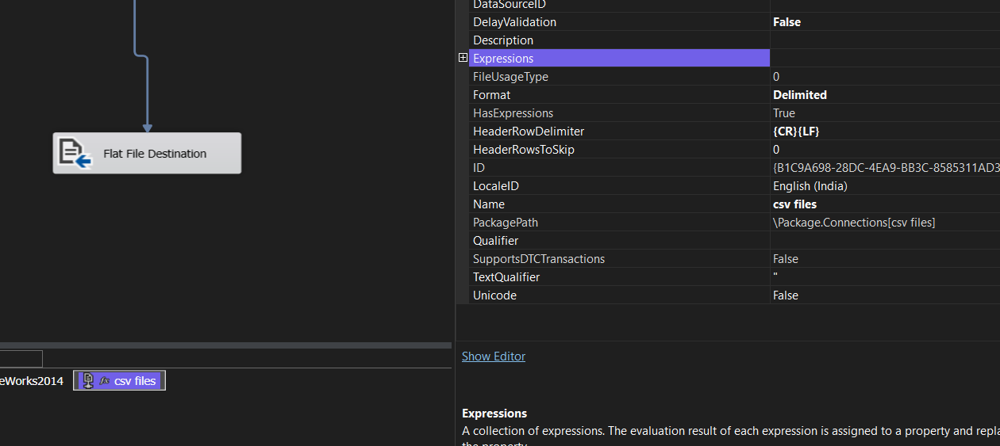 DataSourceID
DelayValidation False
Description
Expressions
FileUsageType 0
Format Delimited
HasExpressions True
HeaderRowDelimiter {CR}{LF}
HeaderRowsToSkip 0
ID {B1C9A698-28DC-4EA9-BB3C-8585311AD3
LocaleID English (India)
Name csv files
PackagePath \Package.Connections[csv files]
Qualifier
SupportsDTCTransactions False
TextQualifier "
Unicode False
Flat File Destination
Show Editor
eWorks2014 fx csv files
Expressions
A collection of expressions. The evaluation result of each expression is assigned to a property and repla
the property.